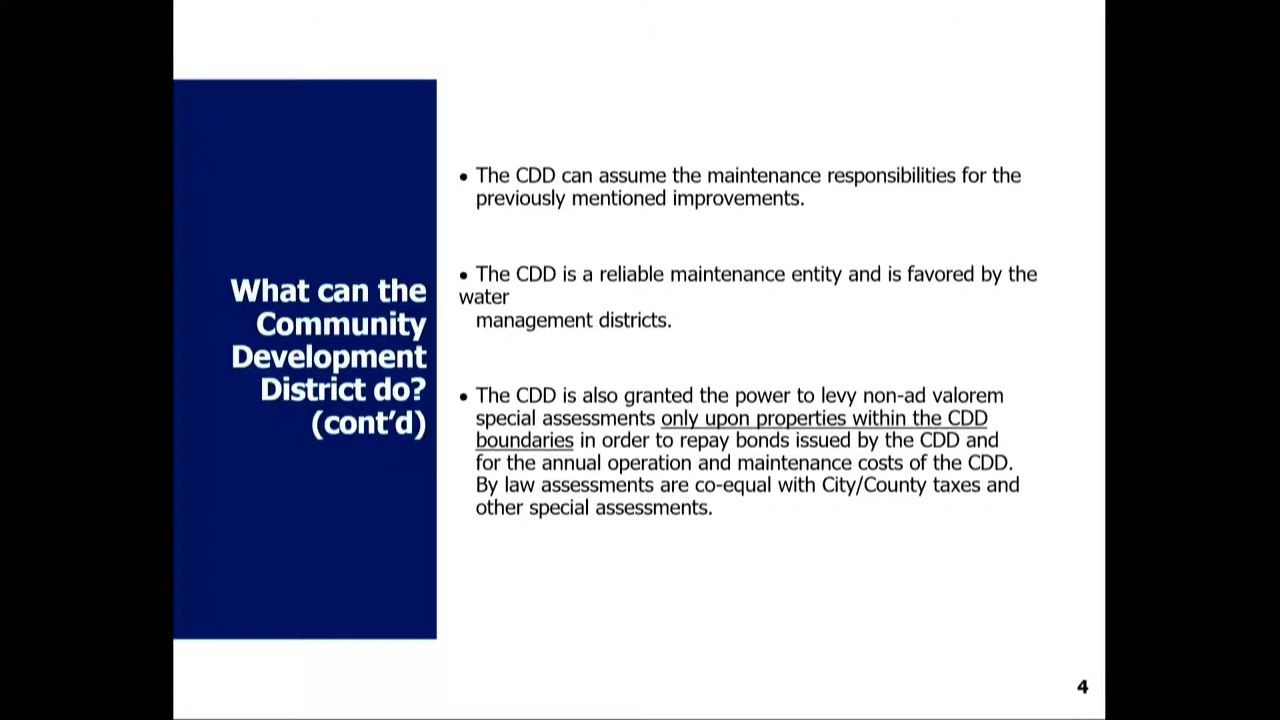 What can the
Community
Development
District do?
(cont’d)
• The CDD can assume the maintenance responsibilities for the
previously mentioned improvements.
• The CDD is a reliable maintenance entity and is favored by the
water
management districts.
• The CDD is also granted the power to levy non-ad valorem
special assessments only upon properties within the CDD
boundaries in order to repay bonds issued by the CDD and
for the annual operation and maintenance costs of the CDD.
By law assessments are co-equal with City/County taxes and
other special assessments.
4